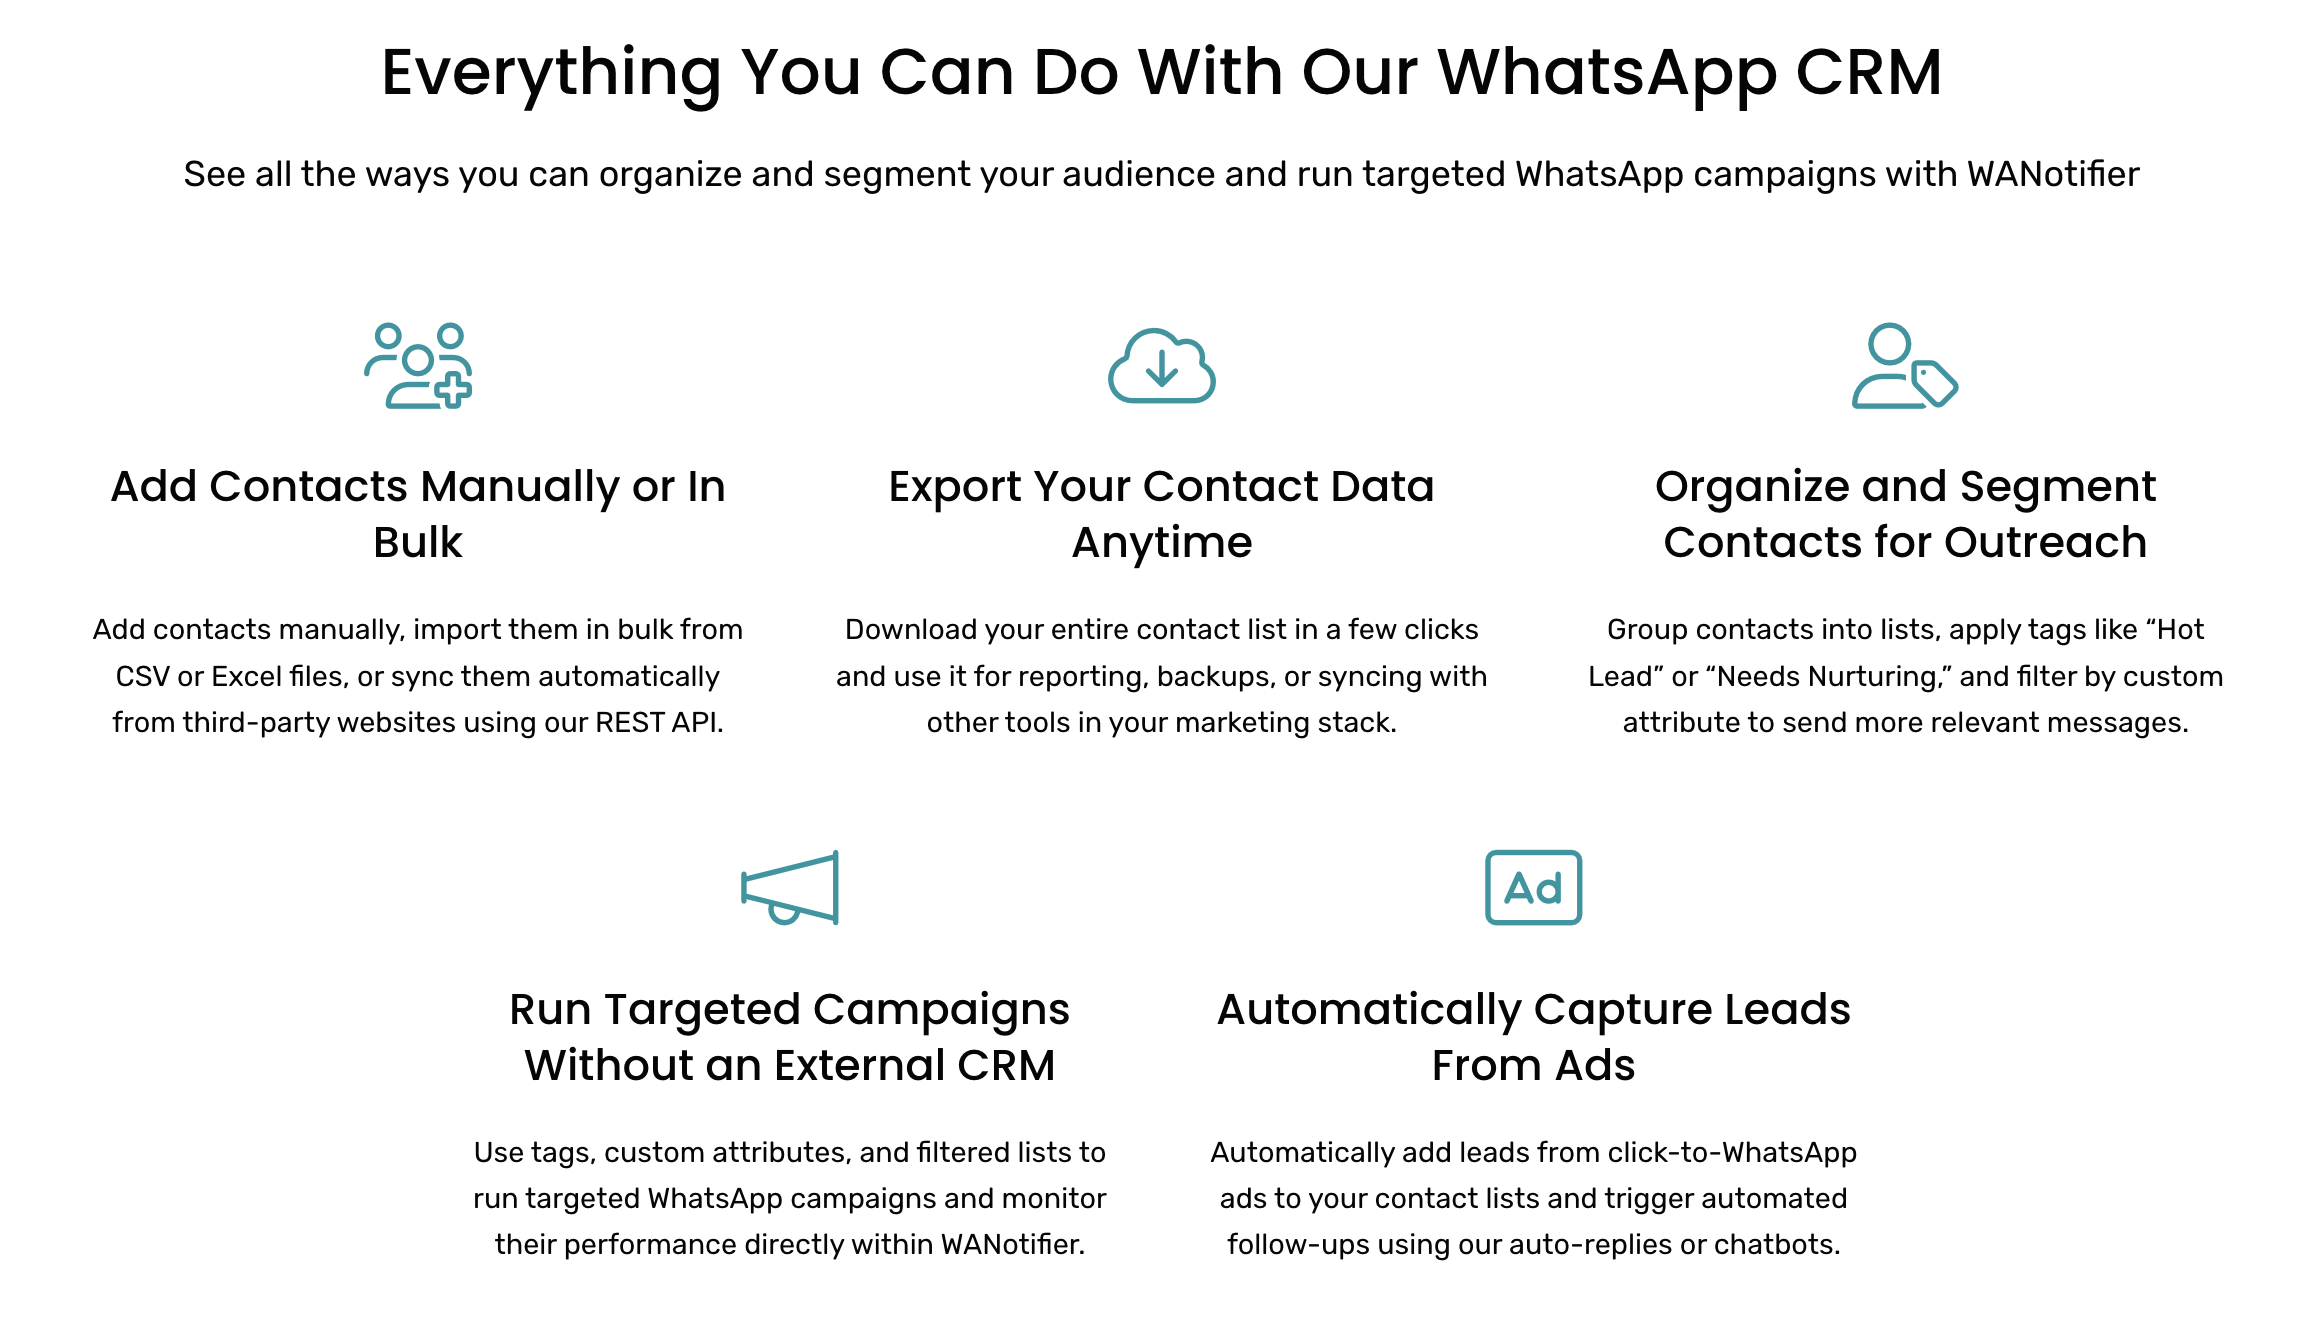 Everything You Can Do With Our WhatsApp CRM
See all the ways you can organize and segment your audience and run targeted WhatsApp campaigns with WANotifier
Add Contacts Manually or In
Bulk
Add contacts manually, import them in bulk from
CSV or Excel files, or sync them automatically
from third-party websites using our REST API.
Export Your Contact Data
Anytime
Download your entire contact list in a few clicks
and use it for reporting, backups, or syncing with
other tools in your marketing stack.
Organize and Segment
Contacts for Outreach
Group contacts into lists, apply tags like “Hot
Lead” or “Needs Nurturing,” and filter by custom
attribute to send more relevant messages.
Run Targeted Campaigns
Without an External CRM
Use tags, custom attributes, and filtered lists to
run targeted WhatsApp campaigns and monitor
their performance directly within WANotifier.
Ad
Automatically Capture Leads
From Ads
Automatically add leads from click-to-WhatsApp
ads to your contact lists and trigger automated
follow-ups using our auto-replies or chatbots.